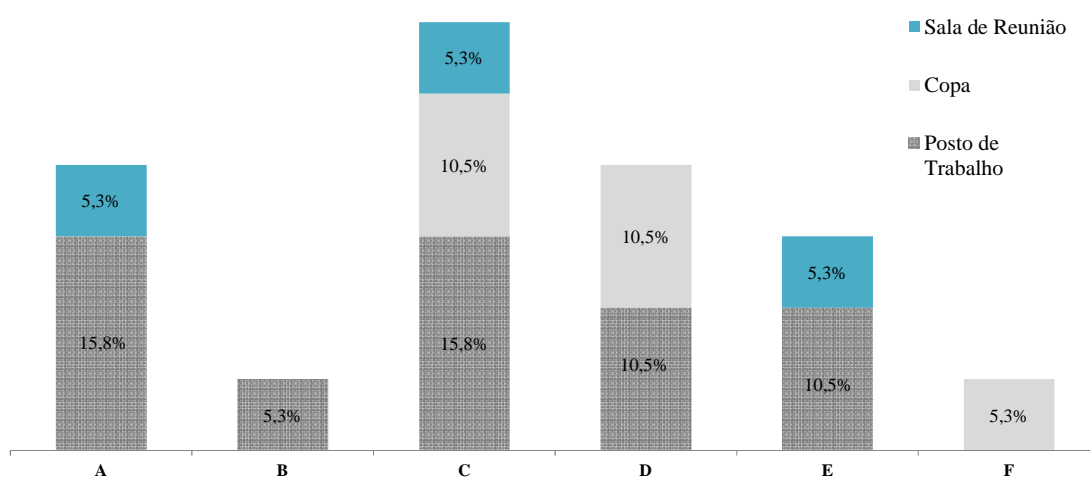 Sala de Reunião
Copa
Posto de
Trabalho
5,3%
15,8%
5,3%
5,3%
10,5%
15,8%
10,5%
10,5%
5,3%
10,5%
5,3%
A B C D E F